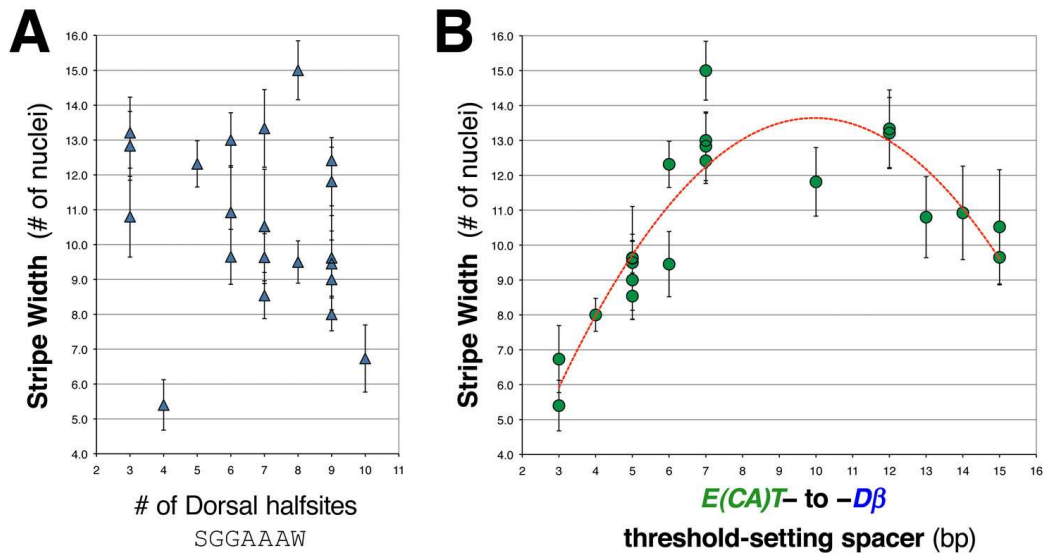 A
16.0
15.0
14.0
13.0
12.0
11.0
10.0
9.0
8.0
7.0
6.0
5.0
4.0
Stripe Width (# of nuclei)
2 3 4 5 6 7 8 9 10 11
# of Dorsal halfsites
SGGAAAW
B
16.0
15.0
14.0
13.0
12.0
11.0
10.0
9.0
8.0
7.0
6.0
5.0
4.0
Stripe Width (# of nuclei)
2 3 4 5 6 7 8 9 10 11 12 13 14 15 16
E(CA)T– to –Dβ
threshold-setting spacer (bp)